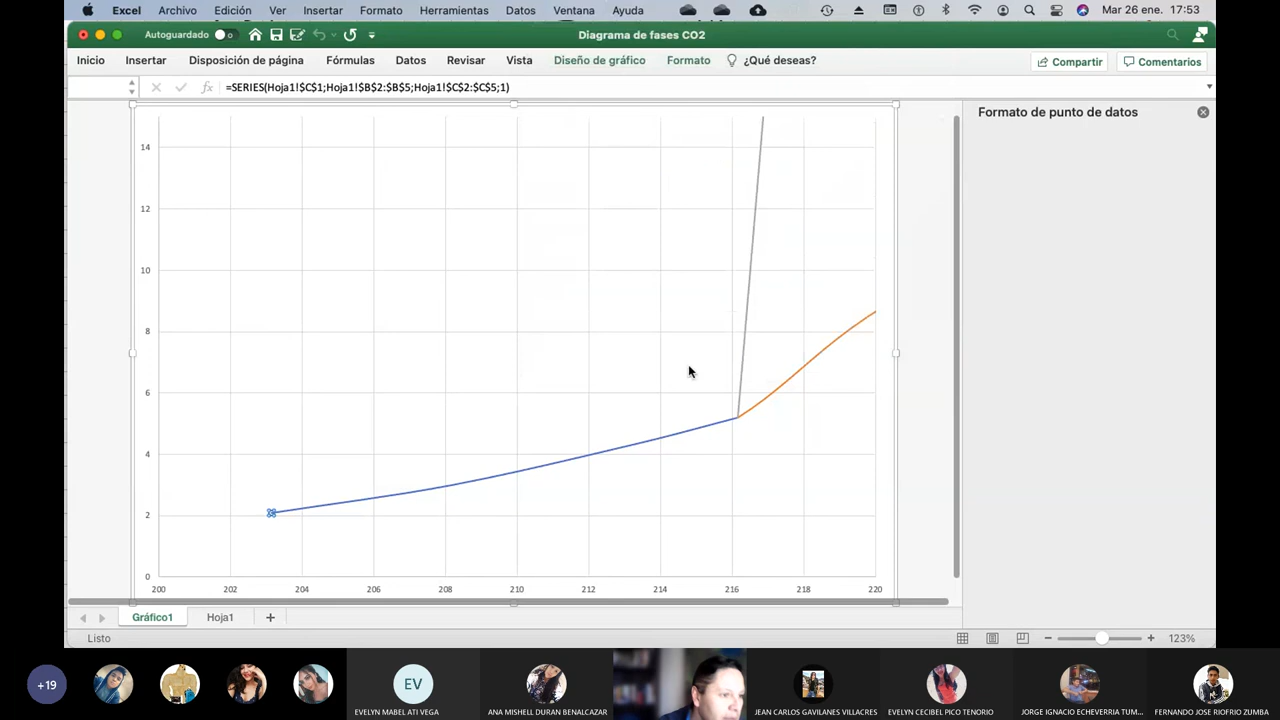 Excel Archivo Edición Ver Insertar Formato Herramientas Datos Ventana Ayuda Mar 26 ene. 17:53
Autoguardado Diagrama de fases CO2
Inicio Insertar Disposición de página Fórmulas Datos Revisar Vista Diseño de gráfico Formato ¿Qué deseas? Compartir Comentarios
fx =SERIES(Hoja1!$C$1;Hoja1!$B$2:$B$5;Hoja1!$C$2:$C$5;1)
Formato de punto de datos
14
12
10
8
6
4
2
0
200 202 204 206 208 210 212 214 216 218 220
Gráfico1 Hoja1 +
Listo 123%
+19 EV
EVELYN MABEL ATI VEGA ANA MISHELL DURAN BENALCAZAR JEAN CARLOS GAVILANES VILLACRES EVELYN CECIBEL PICO TENORIO JORGE IGNACIO ECHEVERRIA TUM... FERNANDO JOSE RIOFRIO ZUMBA